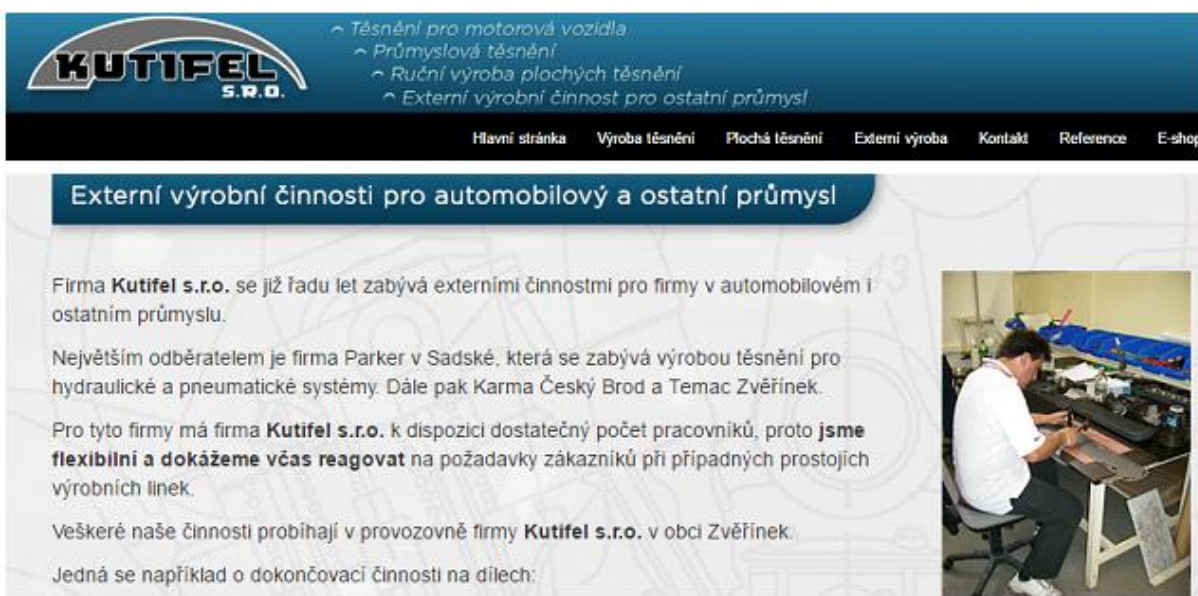 KUTIFEL
S.R.O.
Těsnění pro motorová vozidla
Průmyslová těsnění
Ruční výroba plochých těsnění
Externí výrobní činnost pro ostatní průmysl
Hlavní stránka Výroba těsnění Plochá těsnění Externí výroba Kontakt Reference E-shop
Externí výrobní činnosti pro automobilový a ostatní průmysl
Firma Kutifel s.r.o. se již řadu let zabývá externími činnostmi pro firmy v automobilovém i
ostatním průmyslu.
Největším odběratelem je firma Parker v Sadské, která se zabývá výrobou těsnění pro
hydraulické a pneumatické systémy. Dále pak Karma Český Brod a Temac Zvěřínek.
Pro tyto firmy má firma Kutifel s.r.o. k dispozici dostatečný počet pracovníků, proto jsme
flexibilní a dokážeme včas reagovat na požadavky zákazníků při případných prostojích
výrobních linek.
Veškeré naše činnosti probíhají v provozovně firmy Kutifel s.r.o. v obci Zvěřínek.
Jedná se například o dokončovací činnosti na dílech: